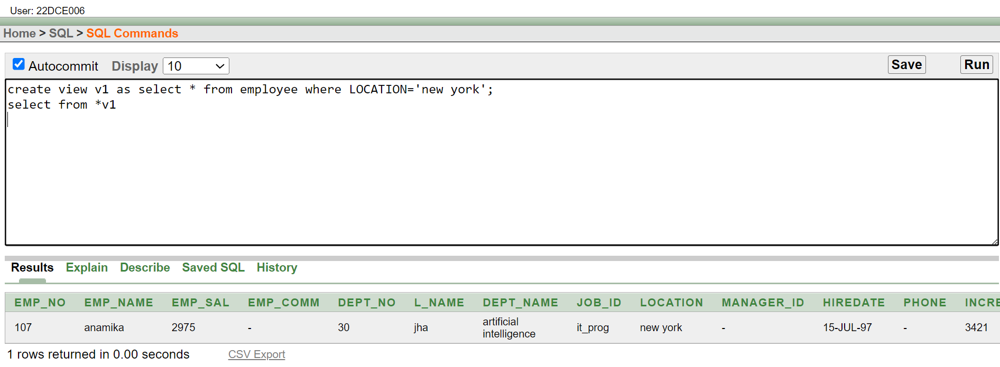 User: 22DCE006
Home > SQL > SQL Commands
Autocommit Display 10 Save Run
create view v1 as select * from employee where LOCATION='new york';
select from *v1
Results Explain Describe Saved SQL History
EMP_NO EMP_NAME EMP_SAL EMP_COMM DEPT_NO L_NAME DEPT_NAME JOB_ID LOCATION MANAGER_ID HIREDATE PHONE INCRE
107 anamika 2975 - 30 jha artificial intelligence it_prog new york - 15-JUL-97 - 3421
1 rows returned in 0.00 seconds CSV Export